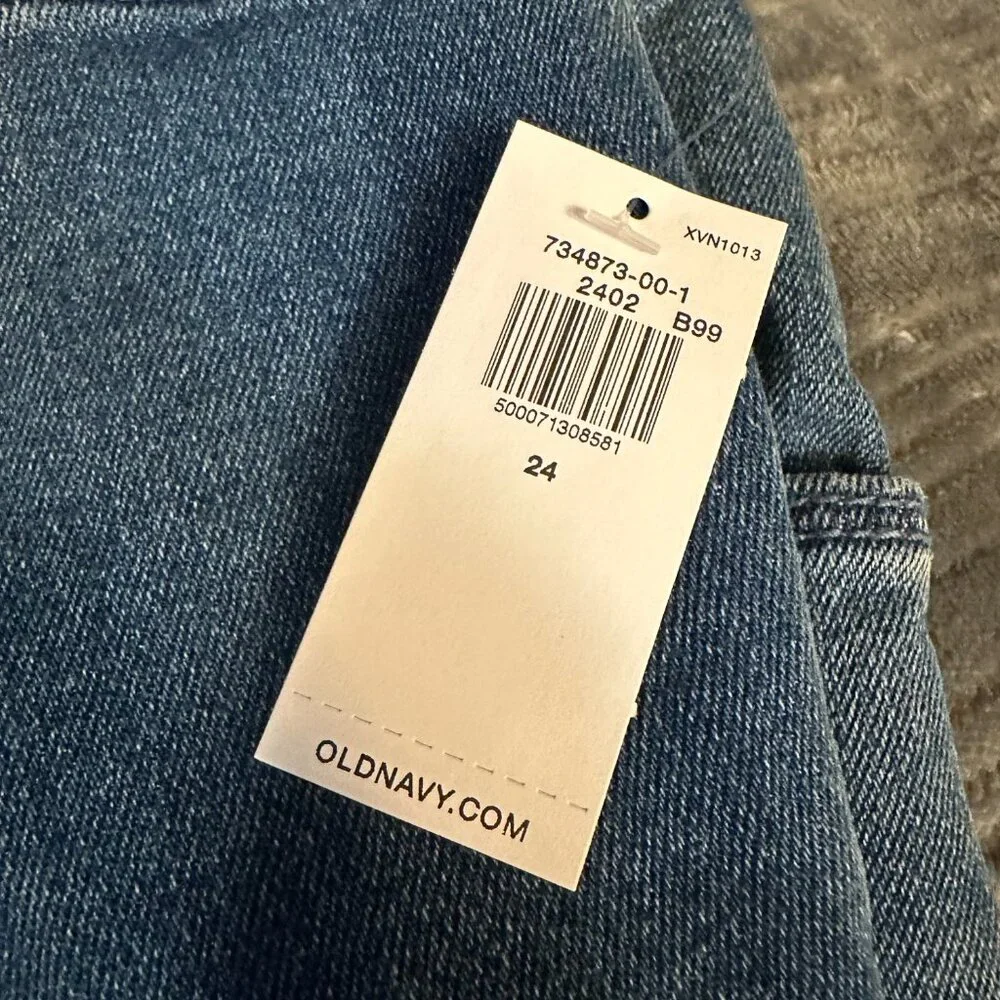 XVN1013
734873-00-1
2402 B99
500071308581
24
OLDNAVY.COM